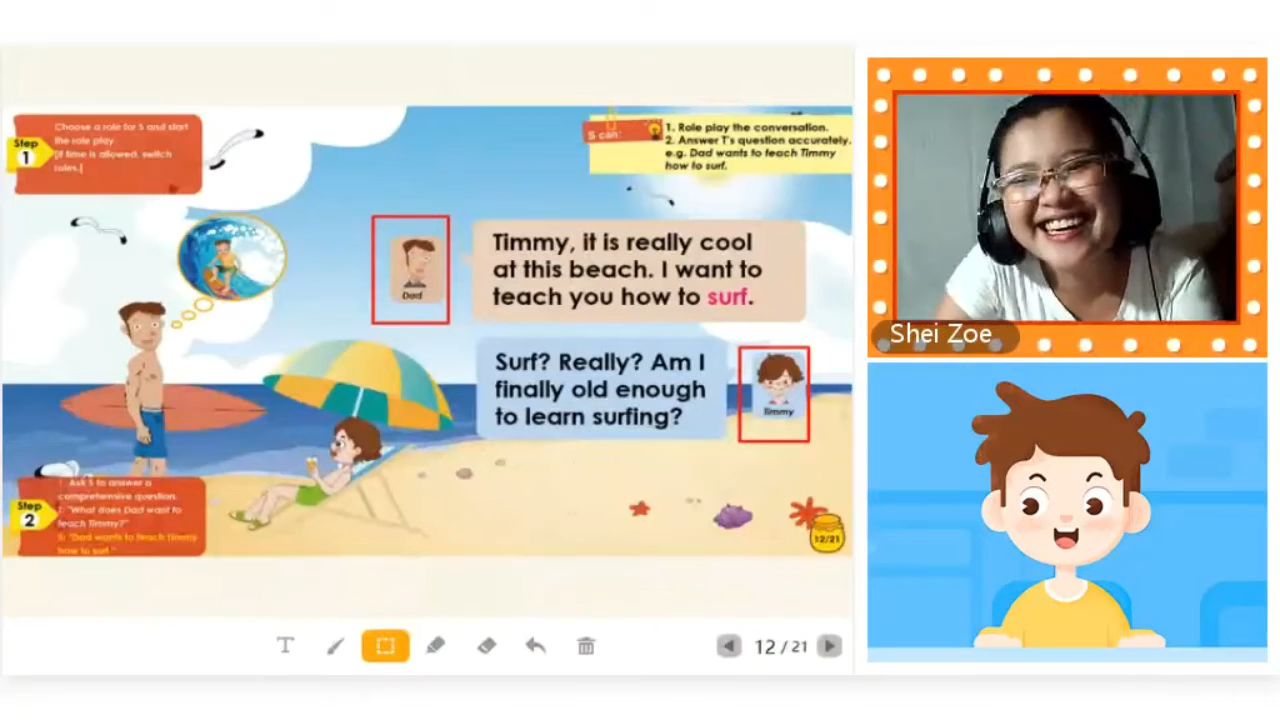 Step
1
Choose a role for S and start
the role play.
[If time is allowed, switch
rules.]
S can:
1. Role play the conversation.
2. Answer T's question accurately.
e.g. Dad wants to teach Timmy
how to surf.
Dad
Timmy, it is really cool
at this beach. I want to
teach you how to surf.
Surf? Really? Am I
finally old enough
to learn surfing?
Timmy
Step
2
1. Ask S to answer a
comprehensive question.
T: "What does Dad want to
teach Timmy?"
S: "Dad wants to teach Timmy
how to surf."
12/21
T
12 / 21
Shei Zoe